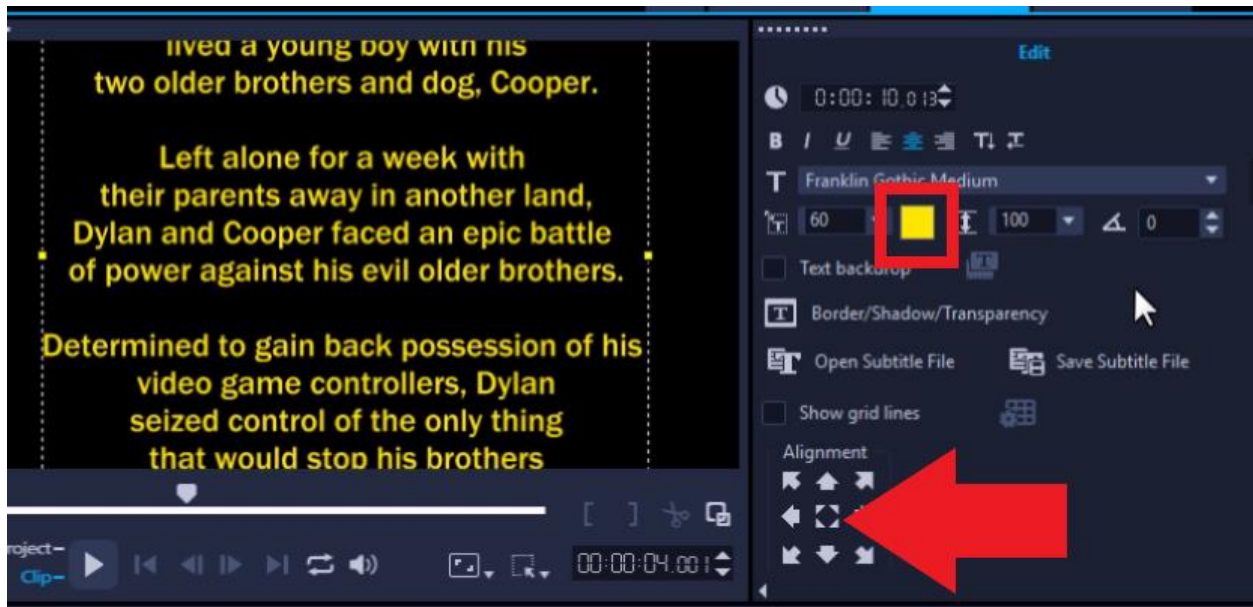 lived a young boy with his
two older brothers and dog, Cooper.
Left alone for a week with
their parents away in another land,
Dylan and Cooper faced an epic battle
of power against his evil older brothers.
Determined to gain back possession of his
video game controllers, Dylan
seized control of the only thing
that would stop his brothers
roject-
Clip-
00:00:04.001
Edit
0:00:10.013
B I U T
T Franklin Gothic Medium
60 100 0
Text backdrop
T Border/Shadow/Transparency
Open Subtitle File Save Subtitle File
Show grid lines
Alignment